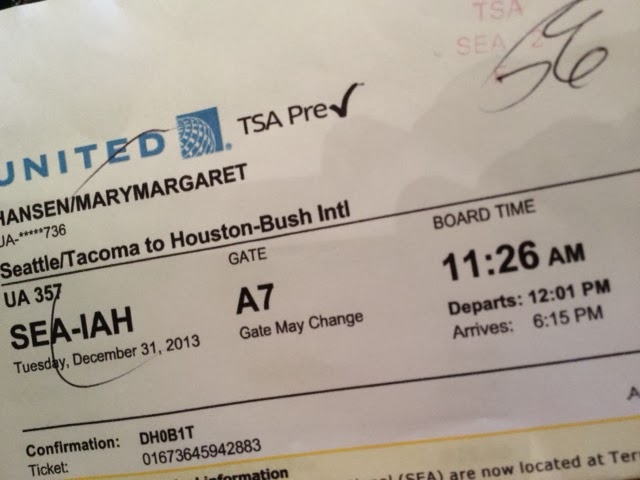 TSA
SEA 2
UNITED TSA Pre✓
HANSEN/MARYMARGARET
UA-*****736
Seattle/Tacoma to Houston-Bush Intl
UA 357
GATE
BOARD TIME
SEA-IAH
A7
11:26 AM
Tuesday, December 31, 2013
Gate May Change
Departs: 12:01 PM
Arrives: 6:15 PM
Confirmation: DH0B1T
Ticket: 01673645942883
information
(SEA) are now located at